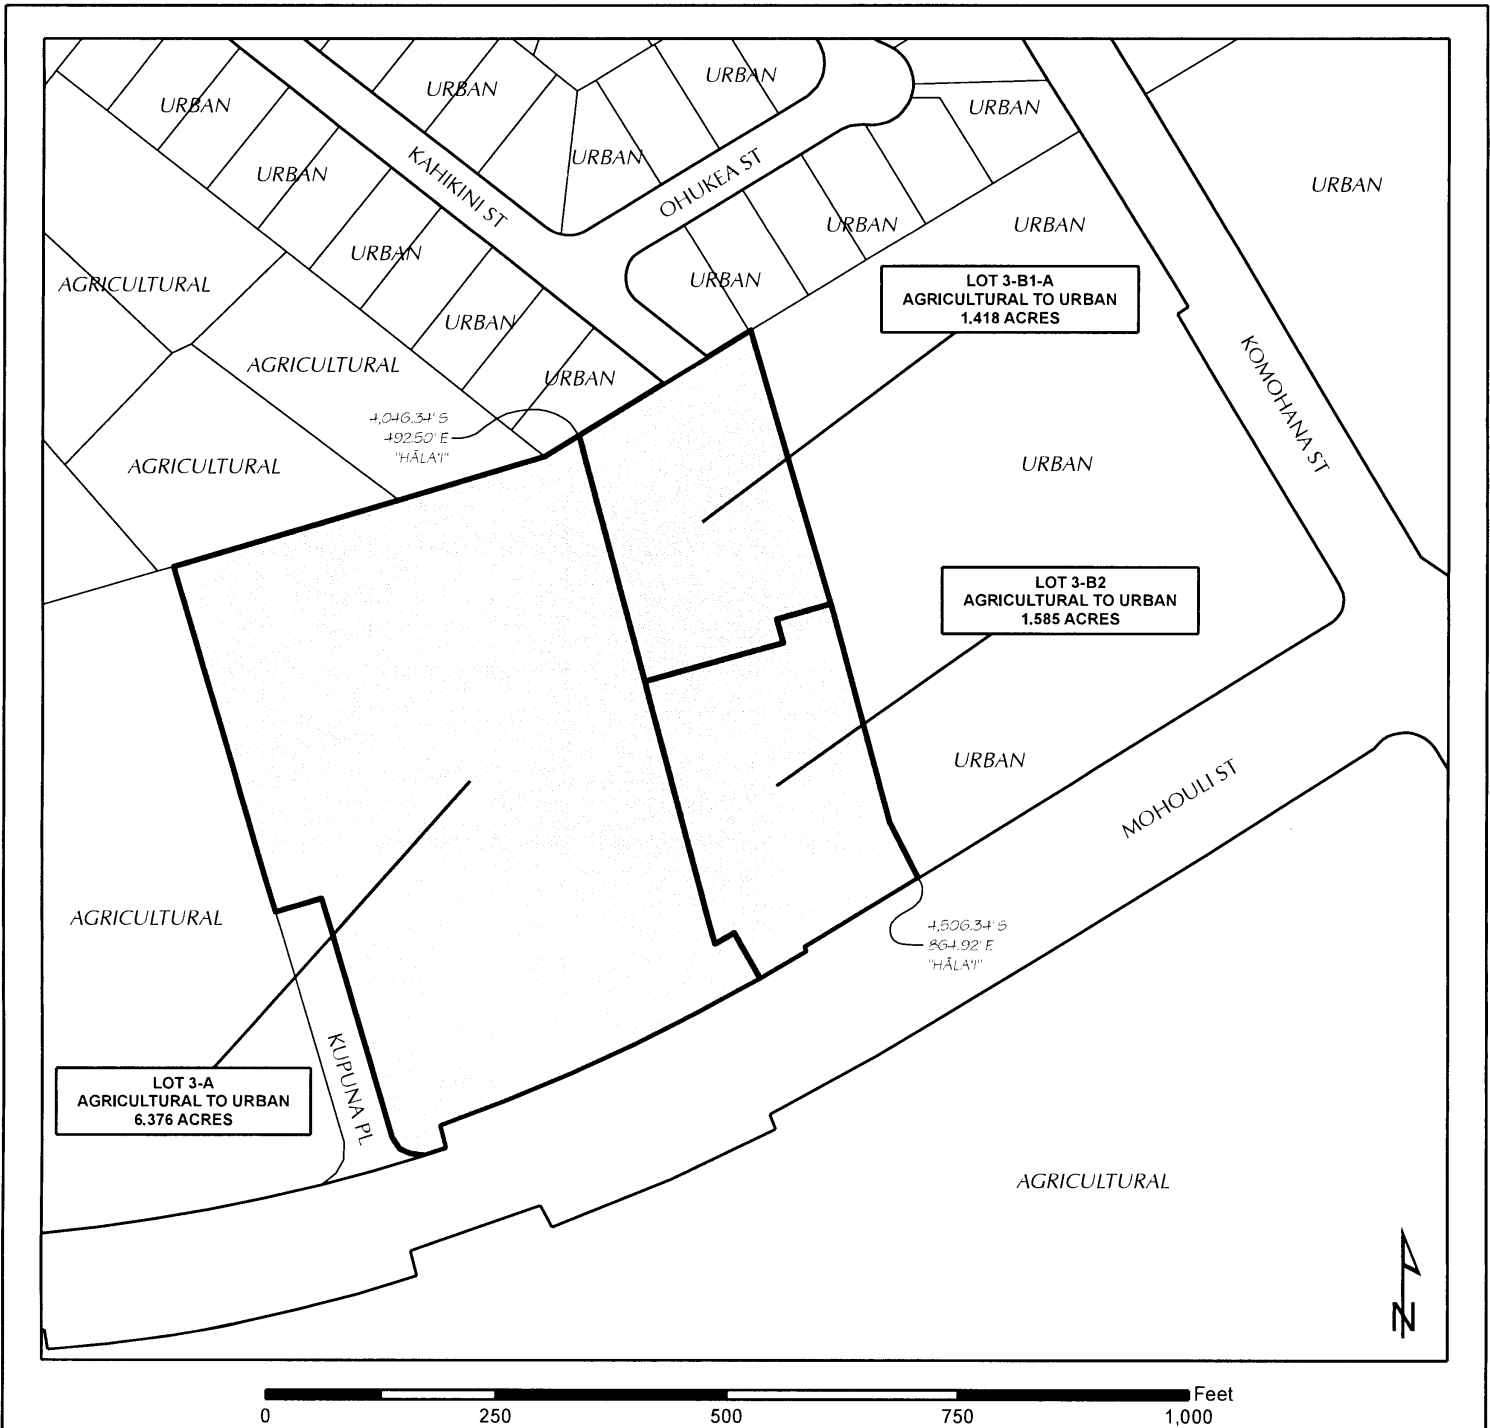 URBAN
URBAN
URBAN
URBAN
URBAN
KAHIKINI ST
URBAN
OHUKEA ST
URBAN
URBAN
URBAN
URBAN
URBAN
AGRICULTURAL
URBAN
LOT 3-B1-A
AGRICULTURAL TO URBAN
1.418 ACRES
URBAN
KOMOHANA ST
AGRICULTURAL
URBAN
4,046.34' S
492.50' E
"HĀLA'I"
AGRICULTURAL
URBAN
LOT 3-B2
AGRICULTURAL TO URBAN
1.585 ACRES
URBAN
MOHOULI ST
AGRICULTURAL
4,506.34' S
864.92' E
"HĀLA'I"
KUPUNA PL
LOT 3-A
AGRICULTURAL TO URBAN
6.376 ACRES
AGRICULTURAL
N
Feet
0 250 500 750 1,000